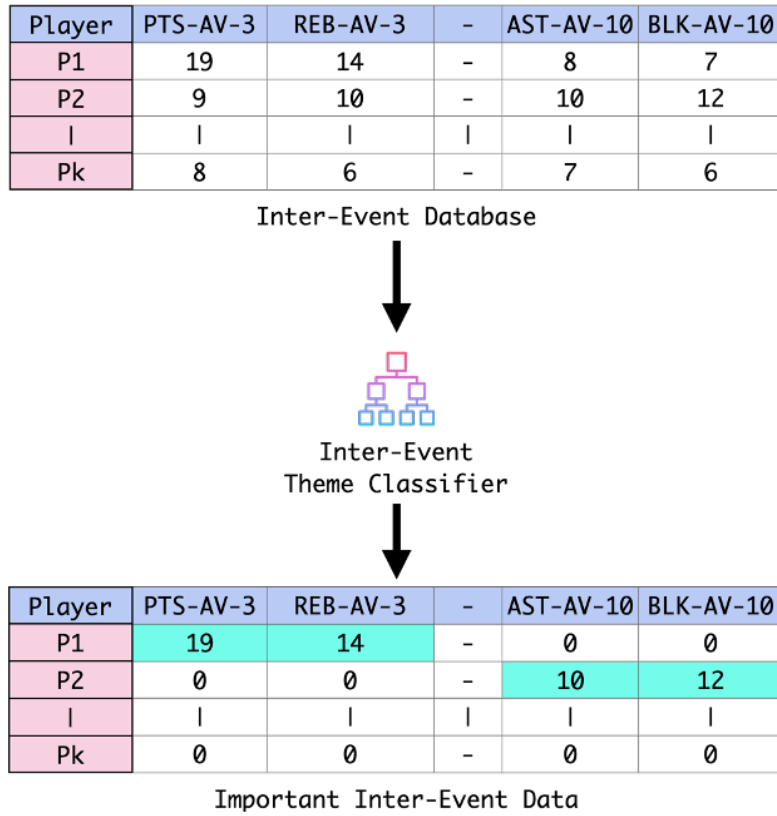 Player PTS-AV-3 REB-AV-3 - AST-AV-10 BLK-AV-10
P1 19 14 - 8 7
P2 9 10 - 10 12
| | | | | |
Pk 8 6 - 7 6
Inter-Event Database
Inter-Event
Theme Classifier
Player PTS-AV-3 REB-AV-3 - AST-AV-10 BLK-AV-10
P1 19 14 - 0 0
P2 0 0 - 10 12
| | | | | |
Pk 0 0 - 0 0
Important Inter-Event Data